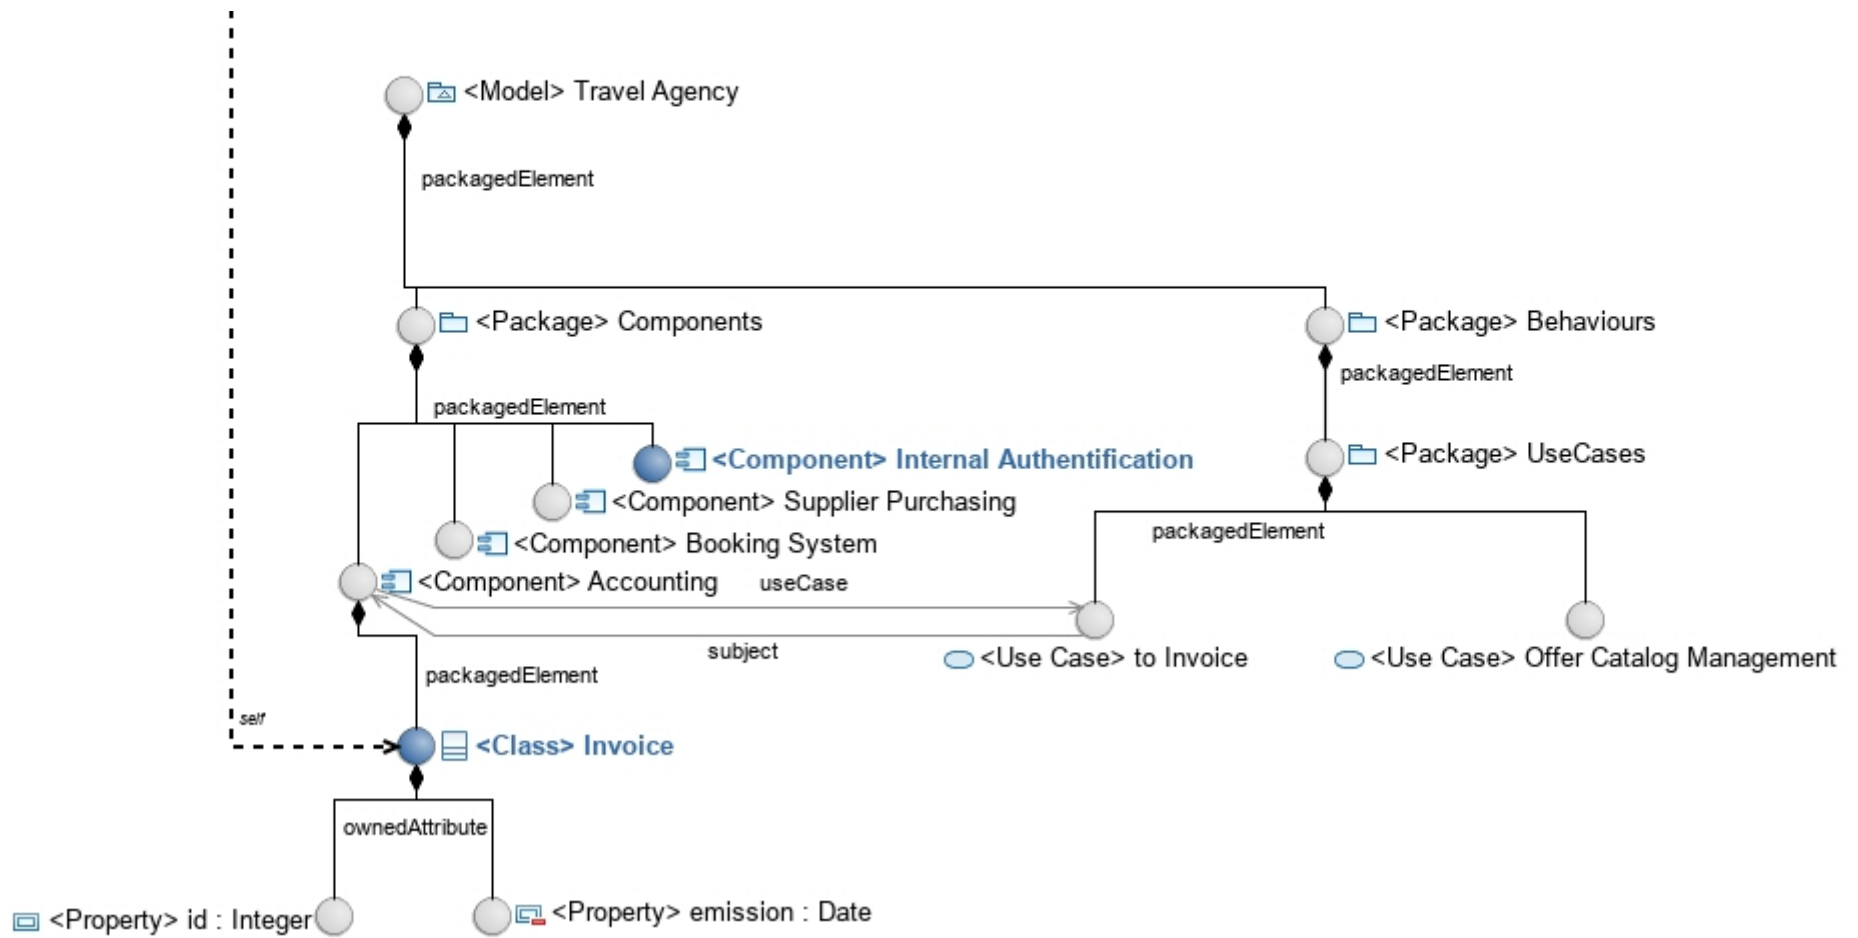 <Model> Travel Agency
packagedElement
<Package> Components
<Package> Behaviours
packagedElement
packagedElement
<Component> Internal Authentification
<Package> UseCases
<Component> Supplier Purchasing
packagedElement
<Component> Booking System
<Component> Accounting
useCase
subject
<Use Case> to Invoice
<Use Case> Offer Catalog Management
packagedElement
self
<Class> Invoice
ownedAttribute
<Property> id : Integer
<Property> emission : Date